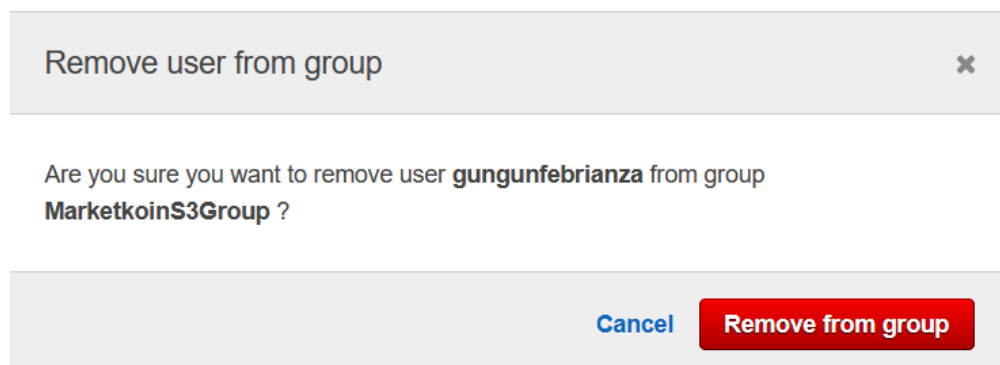 Remove user from group
Are you sure you want to remove user gungunfebrianza from group
MarketkoinS3Group ?
Cancel
Remove from group